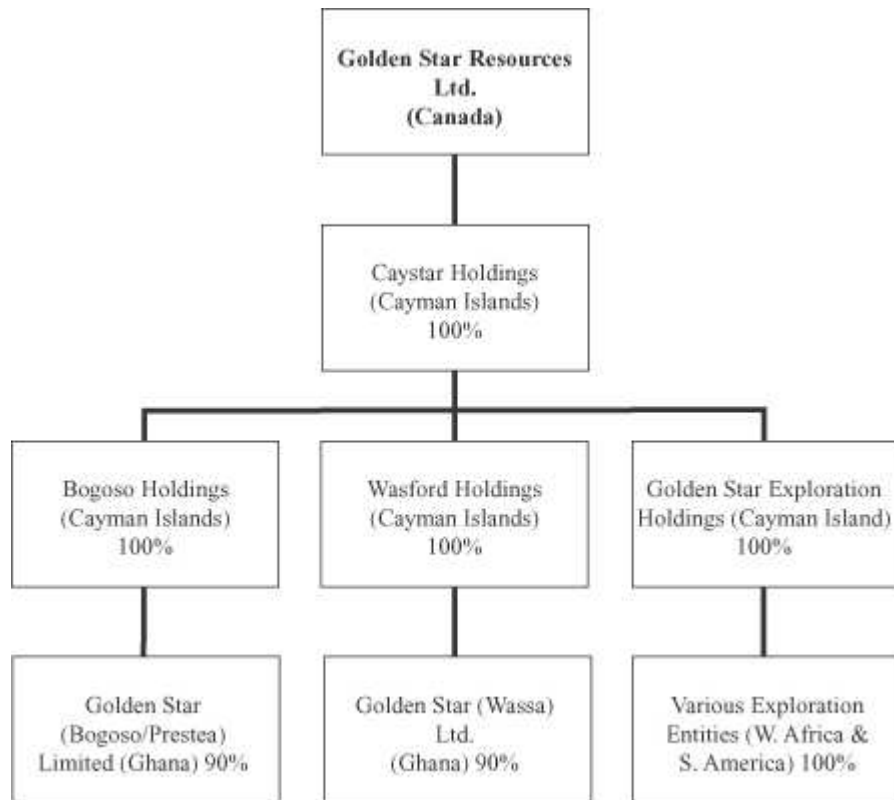 Golden Star Resources
Ltd.
(Canada)
Caystar Holdings
(Cayman Islands)
100%
Bogoso Holdings
(Cayman Islands)
100%
Wasford Holdings
(Cayman Islands)
100%
Golden Star Exploration
Holdings (Cayman Island)
100%
Golden Star
(Bogoso/Prestea)
Limited (Ghana) 90%
Golden Star (Wassa)
Ltd.
(Ghana) 90%
Various Exploration
Entities (W. Africa &
S. America) 100%